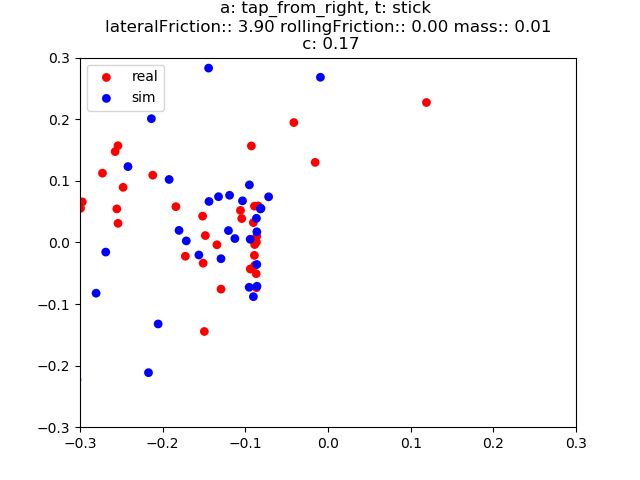 a: tap_from_right, t: stick
lateralFriction:: 3.90 rollingFriction:: 0.00 mass:: 0.01
c: 0.17
real
sim
0.3
0.2
0.1
0.0
−0.1
−0.2
−0.3
−0.3 −0.2 −0.1 0.0 0.1 0.2 0.3